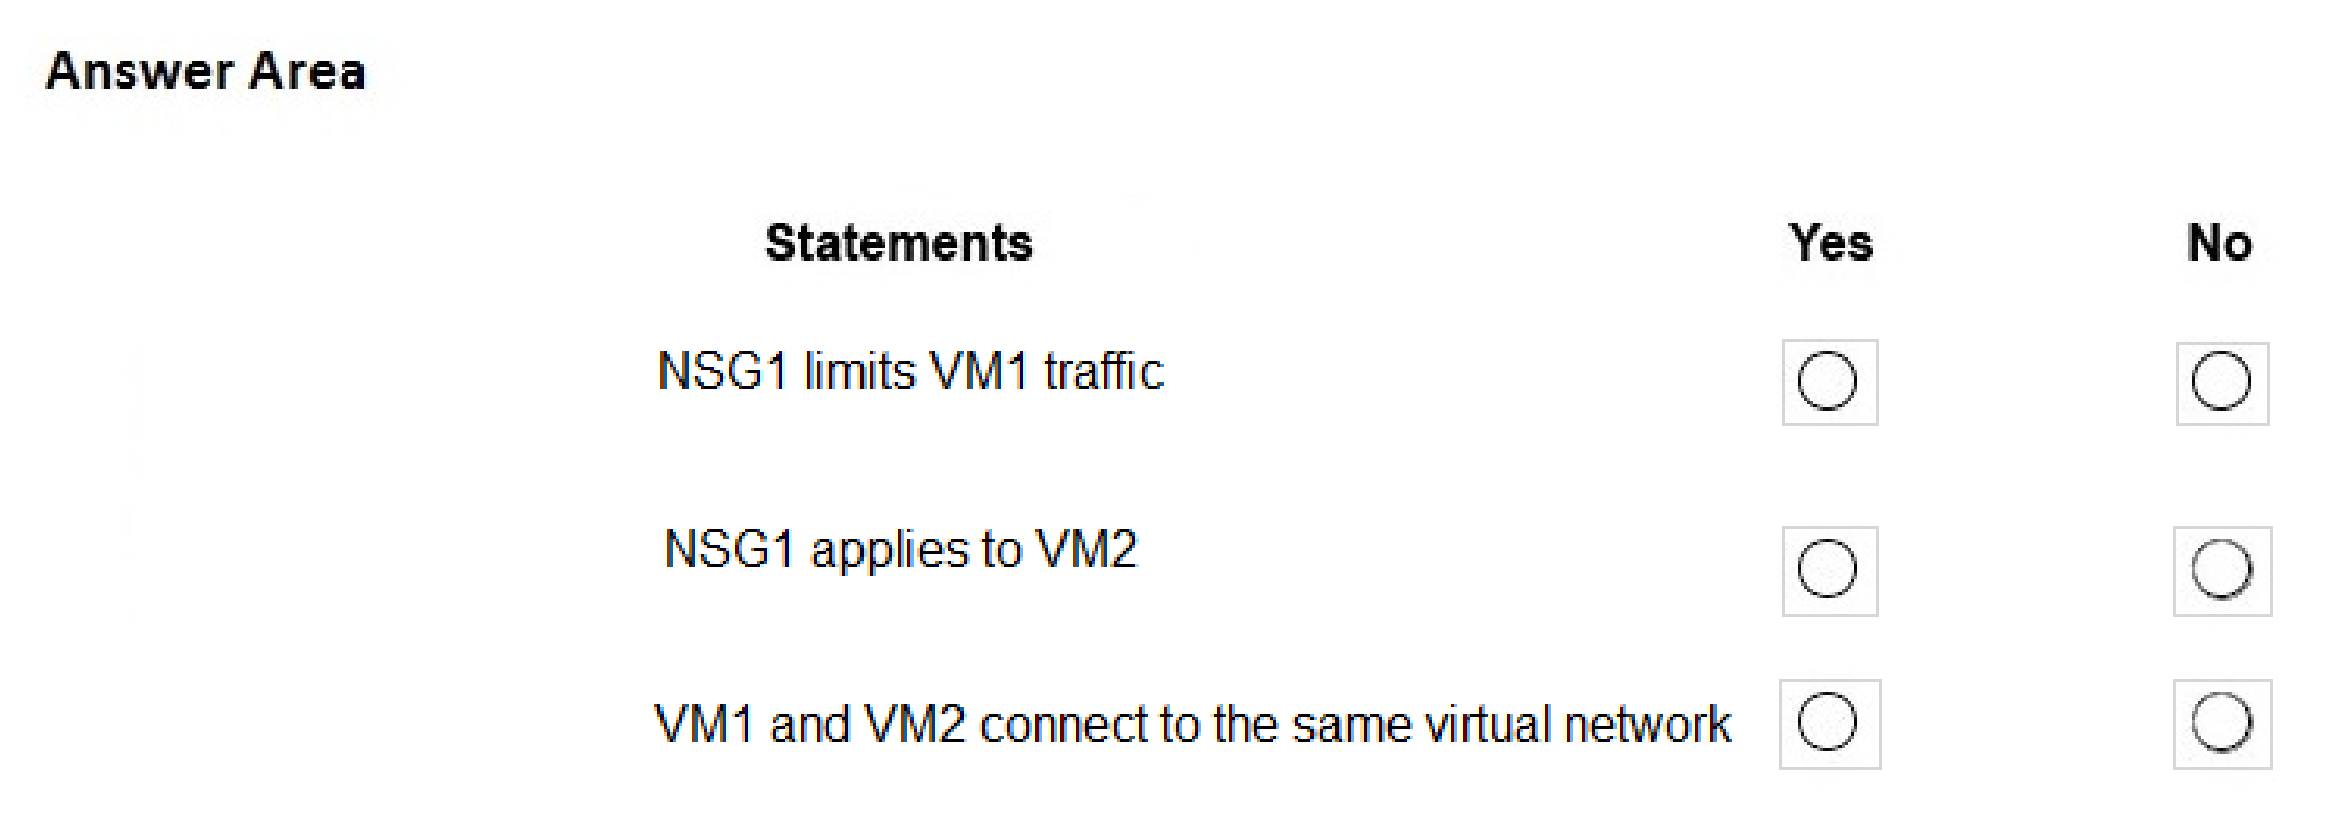 Answer Area
Statements Yes No
NSG1 limits VM1 traffic
NSG1 applies to VM2
VM1 and VM2 connect to the same virtual network